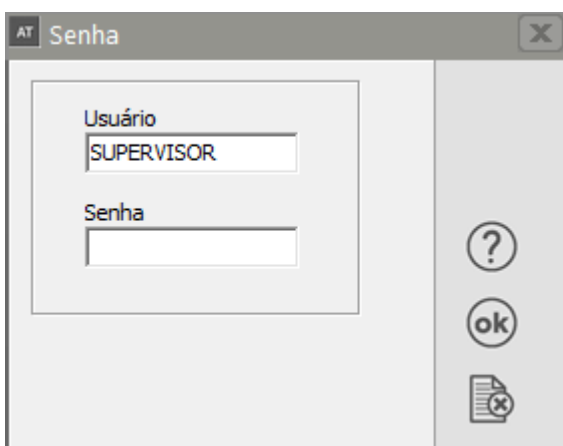 AT Senha
Usuário
SUPERVISOR
Senha
?
ok